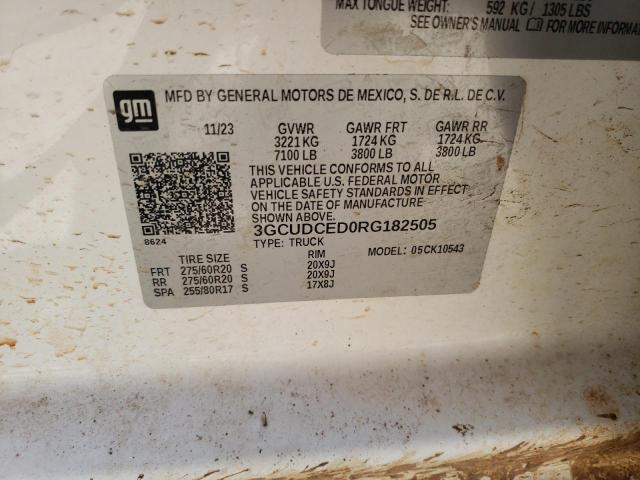 MAX TONGUE WEIGHT: 592 KG/ 1305 LBS
SEE OWNER'S MANUAL FOR MORE INFORMA
gm
MFD BY GENERAL MOTORS DE MEXICO, S. DE R.L. DE C.V.
11/23 GVWR GAWR FRT GAWR RR
3221 KG 1724 KG 1724 KG
7100 LB 3800 LB 3800 LB
THIS VEHICLE CONFORMS TO ALL
APPLICABLE U.S. FEDERAL MOTOR
VEHICLE SAFETY STANDARDS IN EFFECT
ON THE DATE OF MANUFACTURE
SHOWN ABOVE.
3GCUDCED0RG182505
8624
TYPE: TRUCK MODEL: 05CK10543
TIRE SIZE RIM
FRT 275/60R20 S 20X9J
RR 275/60R20 S 20X9J
SPA 255/80R17 S 17X8J